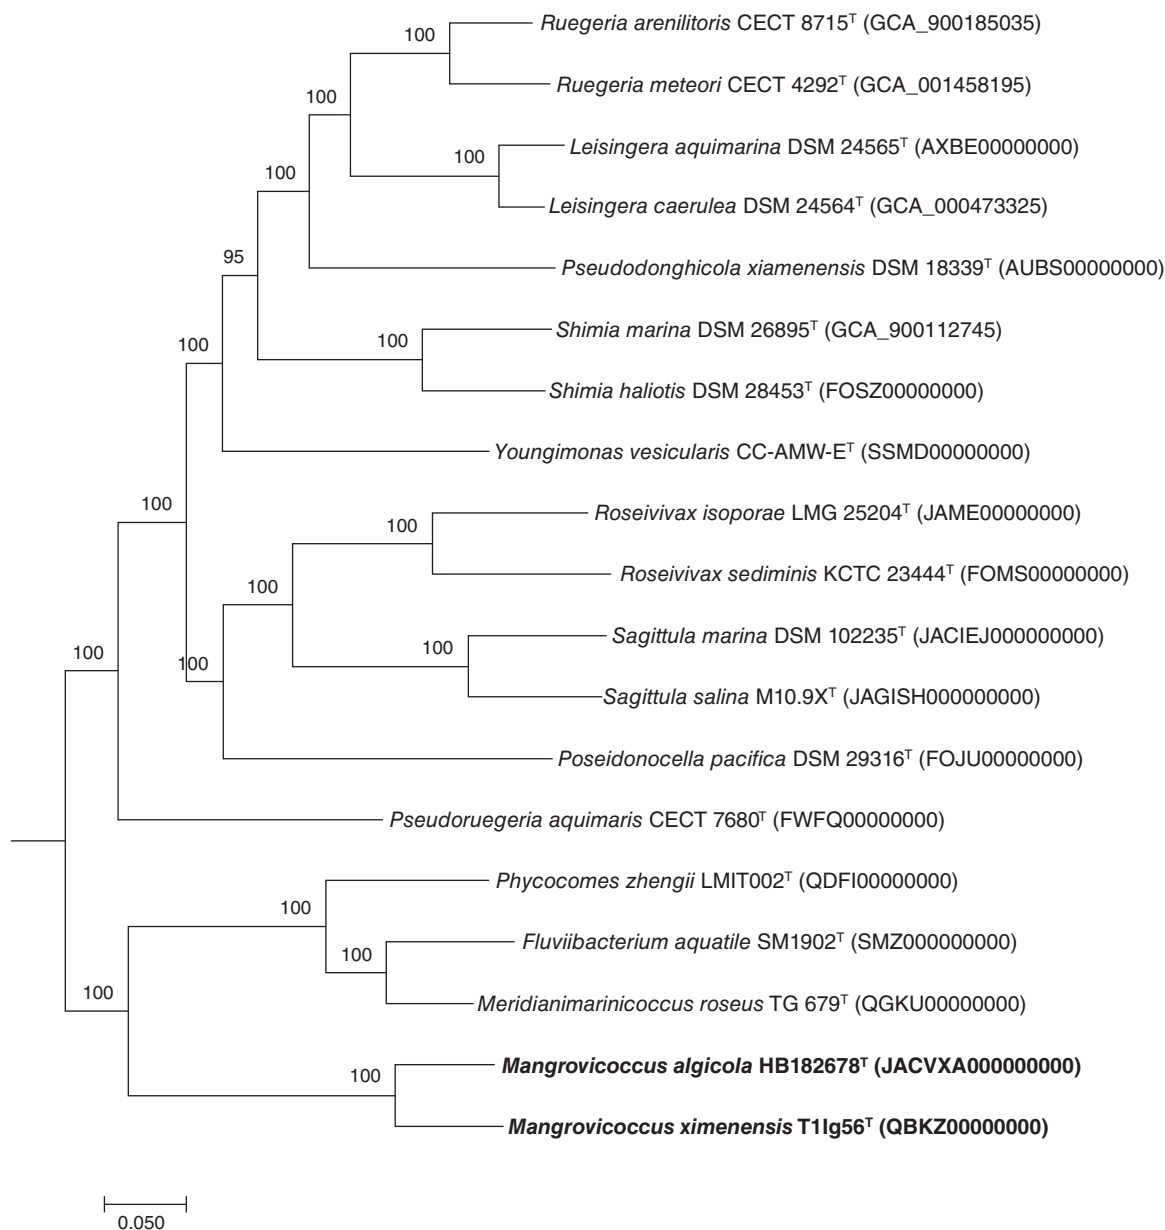 100
Ruegeria arenilitoris CECT 8715ᵀ (GCA_900185035)
Ruegeria meteori CECT 4292ᵀ (GCA_001458195)
100
100
Leisingera aquimarina DSM 24565ᵀ (AXBE00000000)
100
Leisingera caerulea DSM 24564ᵀ (GCA_000473325)
95
Pseudodonghicola xiamenensis DSM 18339ᵀ (AUBS00000000)
100
100
Shimia marina DSM 26895ᵀ (GCA_900112745)
Shimia haliotis DSM 28453ᵀ (FOSZ00000000)
Youngimonas vesicularis CC-AMW-Eᵀ (SSMD00000000)
100
100
Roseivivax isoporae LMG 25204ᵀ (JAME00000000)
Roseivivax sediminis KCTC 23444ᵀ (FOMS00000000)
100
100
100
100
Sagittula marina DSM 102235ᵀ (JACIEJ000000000)
Sagittula salina M10.9Xᵀ (JAGISH000000000)
Poseidonocella pacifica DSM 29316ᵀ (FOJU00000000)
Pseudoruegeria aquimaris CECT 7680ᵀ (FWFQ00000000)
Phycocomes zhengii LMIT002ᵀ (QDFI00000000)
100
100
Fluviibacterium aquatile SM1902ᵀ (SMZ000000000)
100
Meridianimarinicoccus roseus TG 679ᵀ (QGKU00000000)
100
Mangrovicoccus algicola HB182678ᵀ (JACVXA000000000)
Mangrovicoccus ximenensis T1lg56ᵀ (QBKZ00000000)
0.050